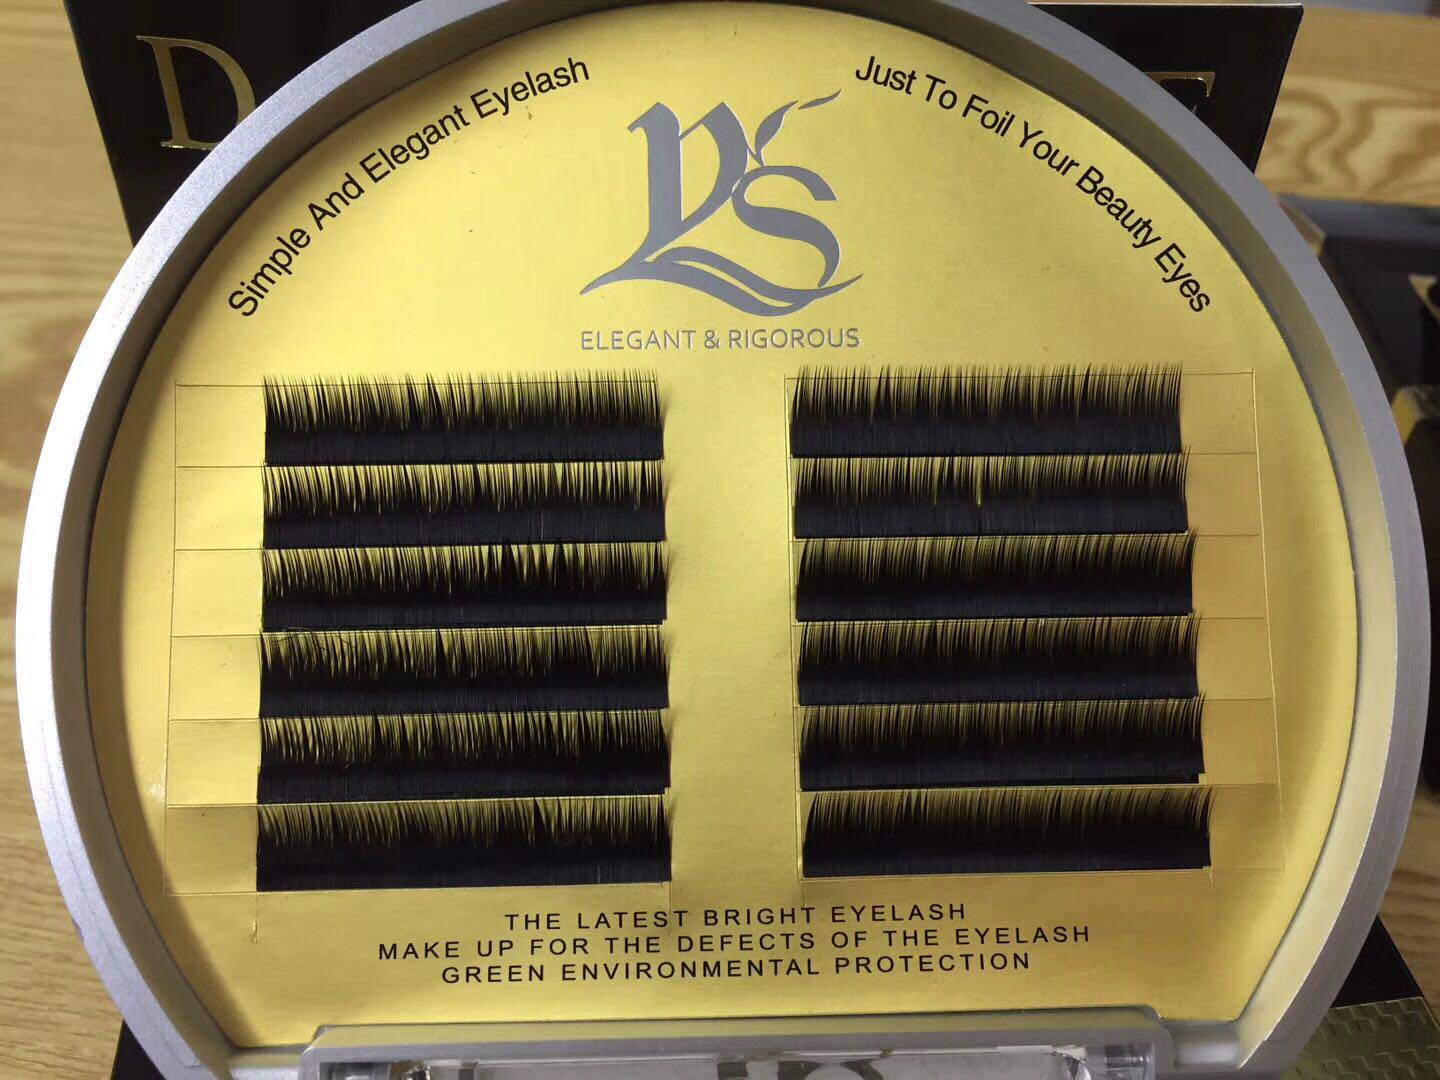 Simple And Elegant Eyelash
Just To Foil Your Beauty Eyes
ELEGANT & RIGOROUS
THE LATEST BRIGHT EYELASH
MAKE UP FOR THE DEFECTS OF THE EYELASH
GREEN ENVIRONMENTAL PROTECTION